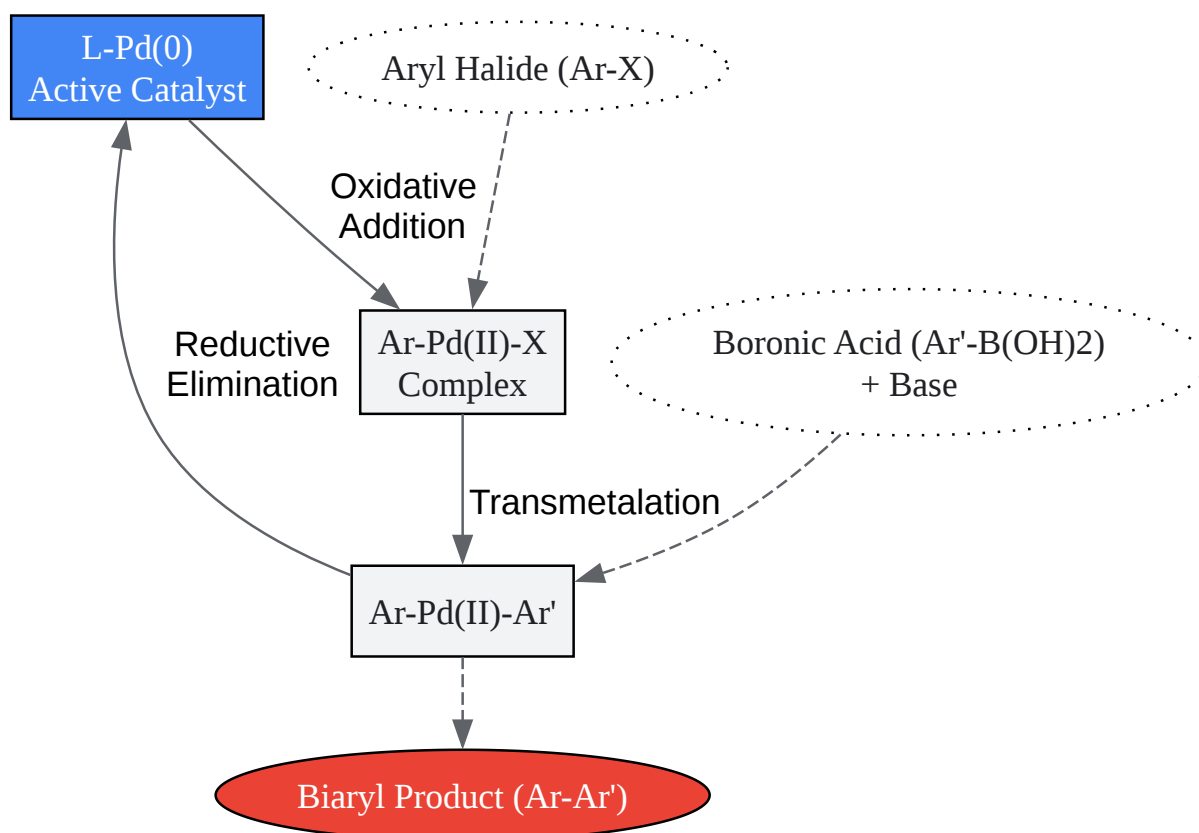 L-Pd(0)
Active Catalyst
Aryl Halide (Ar-X)
Oxidative
Addition
Reductive
Elimination
Ar-Pd(II)-X
Complex
Boronic Acid (Ar'-B(OH)2)
+ Base
Transmetalation
Ar-Pd(II)-Ar'
Biaryl Product (Ar-Ar')